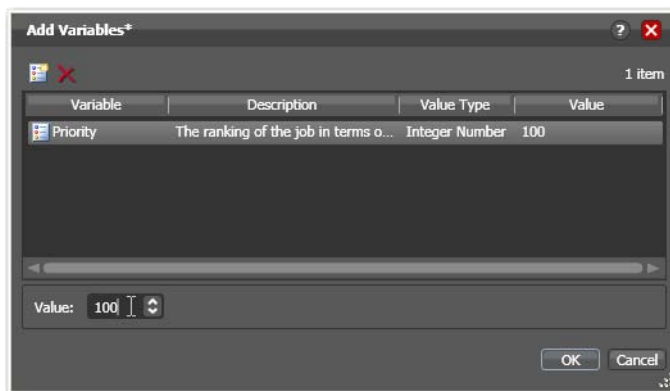 Add Variables*
?
1 item
Variable Description Value Type Value
Priority The ranking of the job in terms o... Integer Number 100
Value: 100
OK Cancel